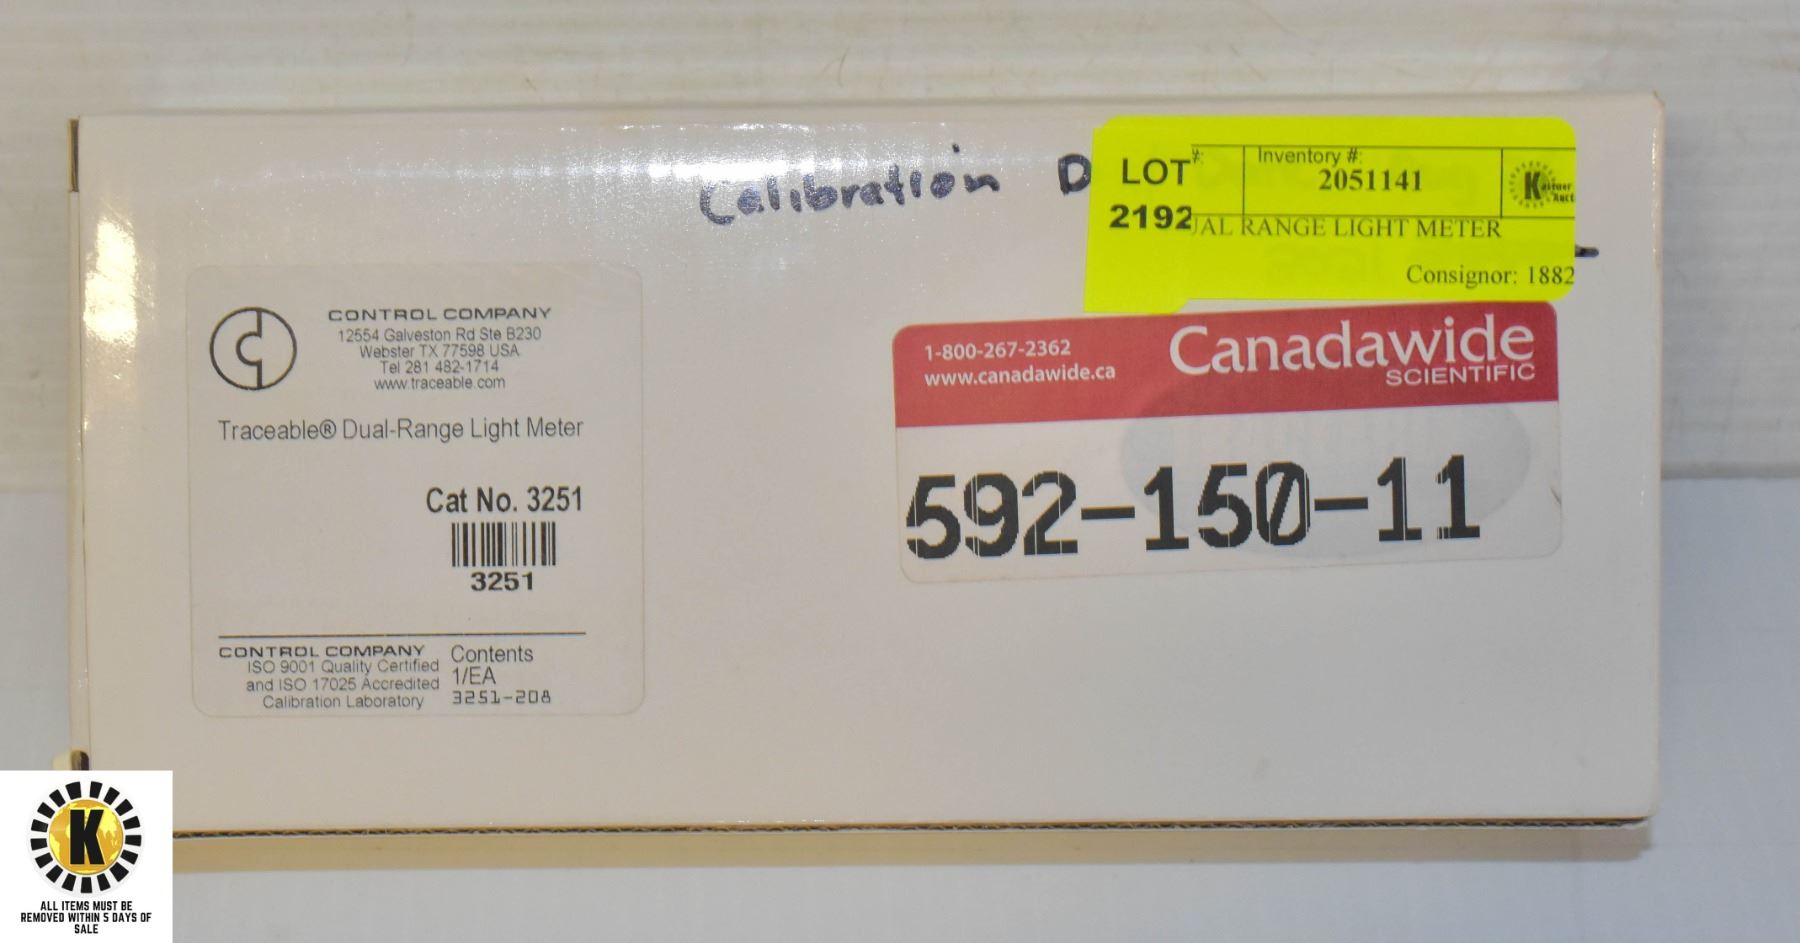 Calibration D
LOT #: Inventory #:
2192 2051141
UAL RANGE LIGHT METER
Consignor: 1882
CONTROL COMPANY
12554 Galveston Rd Ste B230
Webster TX 77598 USA
Tel 281 482-1714
www.traceable.com
Traceable® Dual-Range Light Meter
Cat No. 3251
3251
CONTROL COMPANY
ISO 9001 Quality Certified
and ISO 17025 Accredited
Calibration Laboratory
Contents
1/EA
3251-208
1-800-267-2362
www.canadawide.ca
Canadawide
SCIENTIFIC
592-150-11
K
ALL ITEMS MUST BE
REMOVED WITHIN 5 DAYS OF
SALE